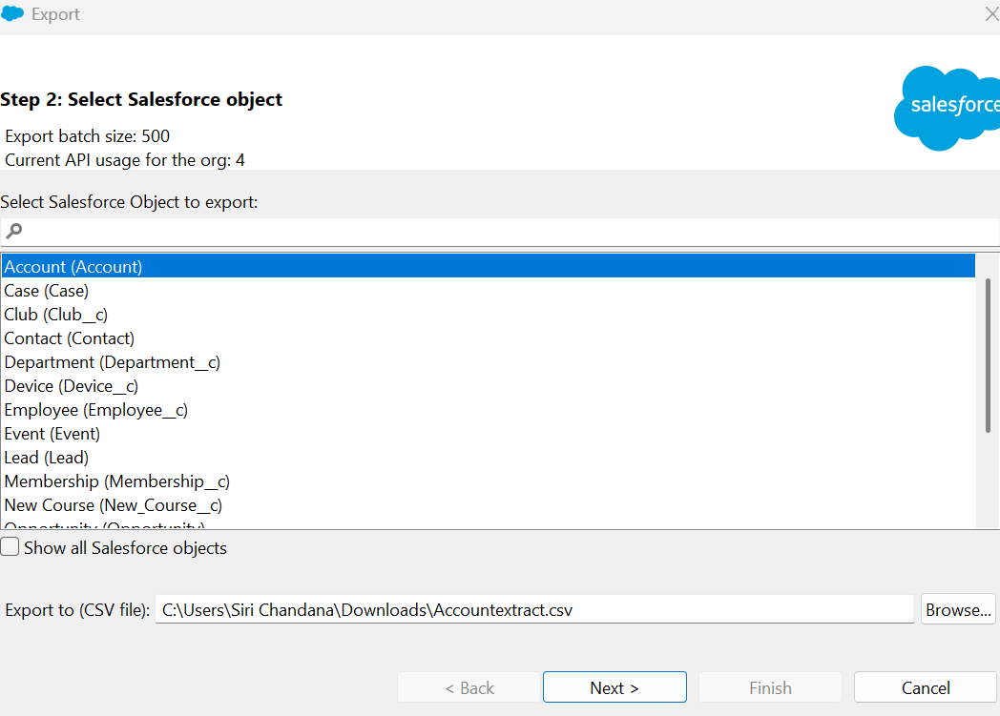 Export
Step 2: Select Salesforce object
salesforce
Export batch size: 500
Current API usage for the org: 4
Select Salesforce Object to export:
Account (Account)
Case (Case)
Club (Club__c)
Contact (Contact)
Department (Department__c)
Device (Device__c)
Employee (Employee__c)
Event (Event)
Lead (Lead)
Membership (Membership__c)
New Course (New_Course__c)
Opportunity (Opportunity)
Show all Salesforce objects
Export to (CSV file): C:\Users\Siri Chandana\Downloads\Accountextract.csv Browse...
< Back Next > Finish Cancel